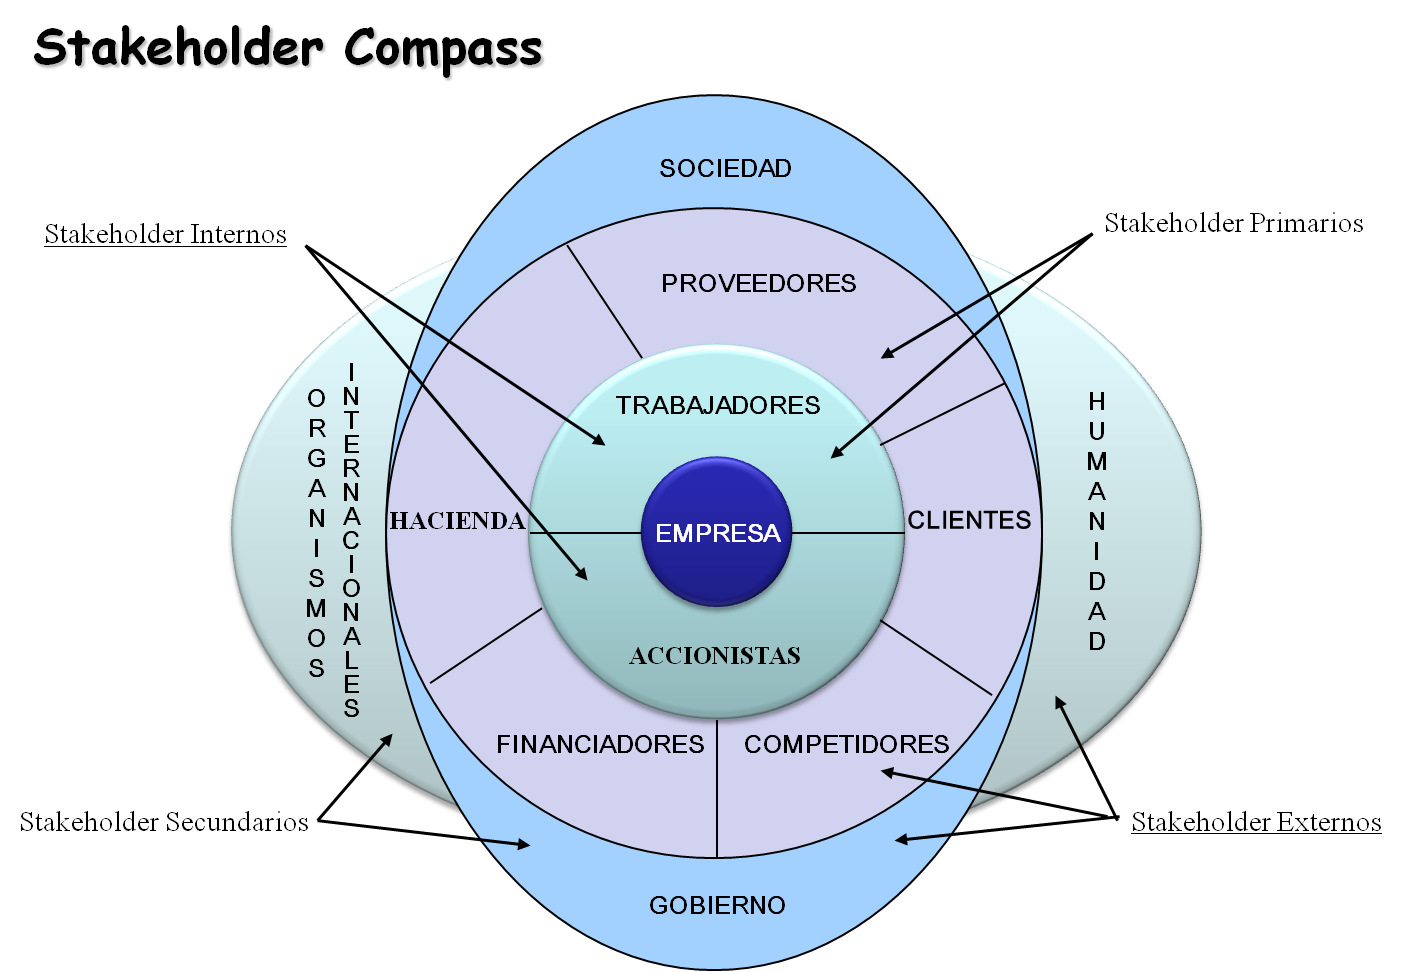 Stakeholder Compass
SOCIEDAD
Stakeholder Internos
Stakeholder Primarios
PROVEEDORES
ORGANISMOS
INTERNACIONALES
TRABAJADORES
HUMANIDAD
HACIENDA
EMPRESA
CLIENTES
ACCIONISTAS
FINANCIADORES
COMPETIDORES
Stakeholder Secundarios
Stakeholder Externos
GOBIERNO